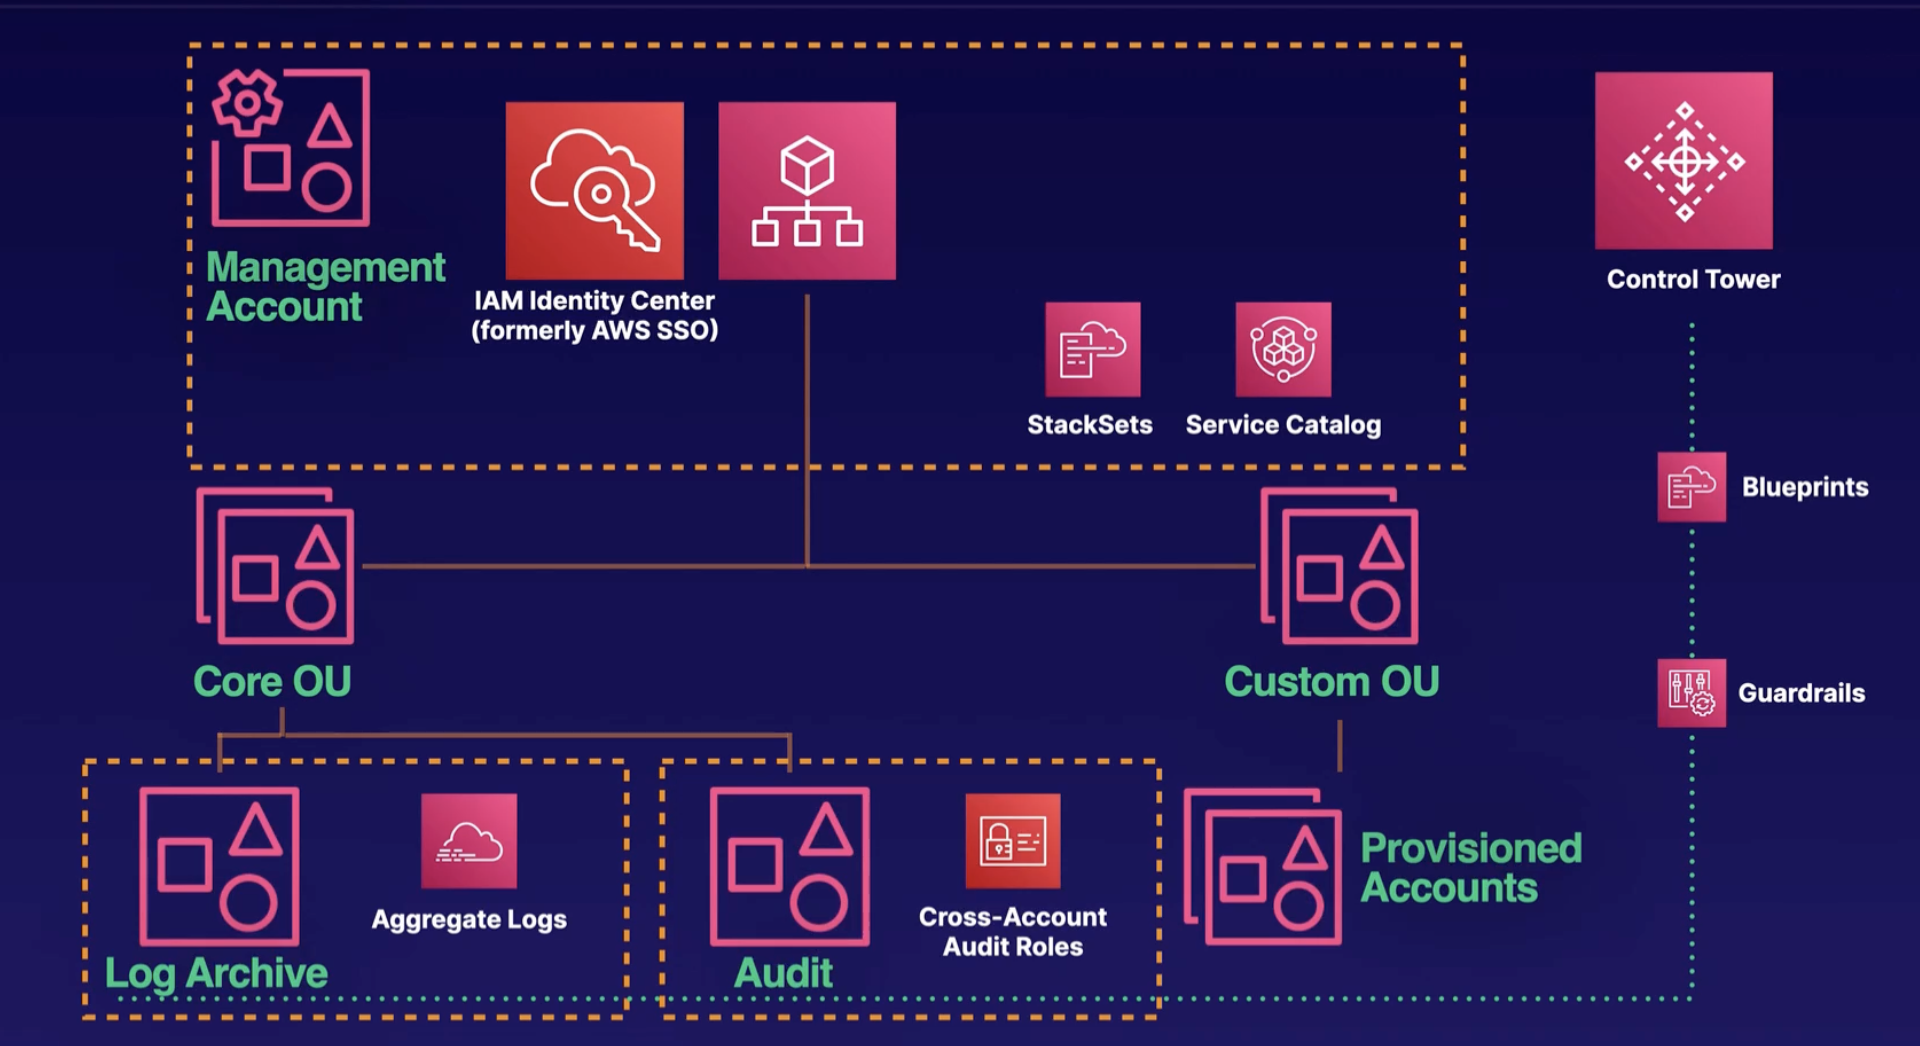 Management
Account
IAM Identity Center
(formerly AWS SSO)
StackSets
Service Catalog
Control Tower
Blueprints
Guardrails
Core OU
Custom OU
Log Archive
Aggregate Logs
Audit
Cross-Account
Audit Roles
Provisioned
Accounts